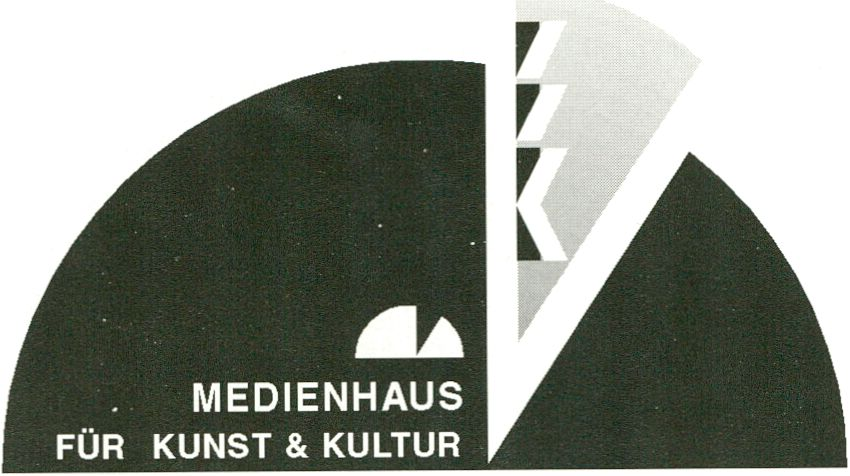 MEDIENHAUS
FÜR KUNST & KULTUR